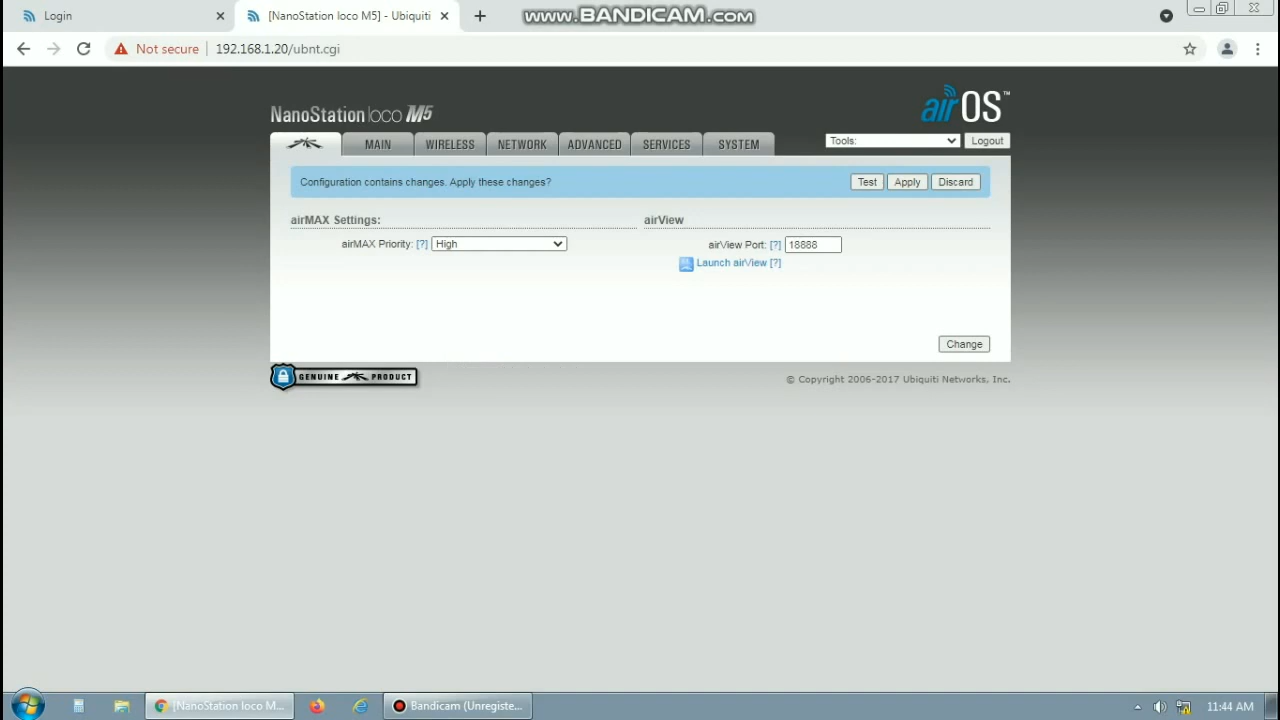 Login
[NanoStation loco M5] - Ubiquiti
www.BANDICAM.com
Not secure
192.168.1.20/ubnt.cgi
NanoStation loco M5
airOS™
MAIN
WIRELESS
NETWORK
ADVANCED
SERVICES
SYSTEM
Tools:
Logout
Configuration contains changes. Apply these changes?
Test
Apply
Discard
airMAX Settings:
airView
airMAX Priority: [?] High
airView Port: [?] 18888
Launch airView [?]
Change
GENUINE PRODUCT
© Copyright 2006-2017 Ubiquiti Networks, Inc.
[NanoStation loco M...
Bandicam (Unregiste...
11:44 AM